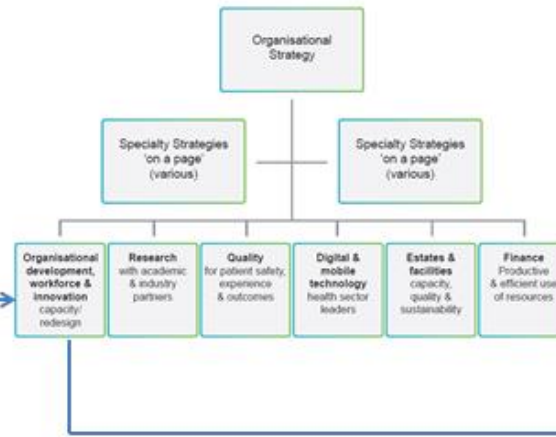 Organisational
Strategy
Specialty Strategies
'on a page'
(various)
Specialty Strategies
'on a page'
(various)
Organisational
development,
workforce &
innovation
capacity/
redesign
Research
with academic
& industry
partners
Quality
for patient safety,
experience
& outcomes
Digital &
mobile
technology
health sector
leaders
Estates &
facilities
capacity,
quality &
sustainability
Finance
Productive
& efficient use
of resources